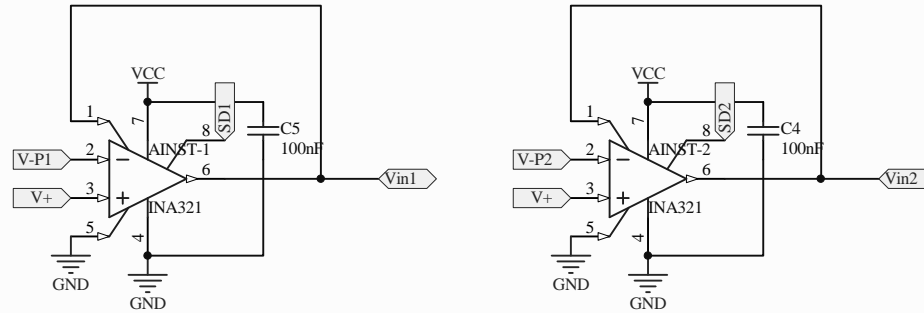 VCC
1
7
SD1
8
C5
100nF
AINST-1
V-P1
2
6
Vin1
V+
3
INA321
5
4
GND
GND
VCC
1
7
SD2
8
C4
100nF
AINST-2
V-P2
2
6
Vin2
V+
3
INA321
5
4
GND
GND